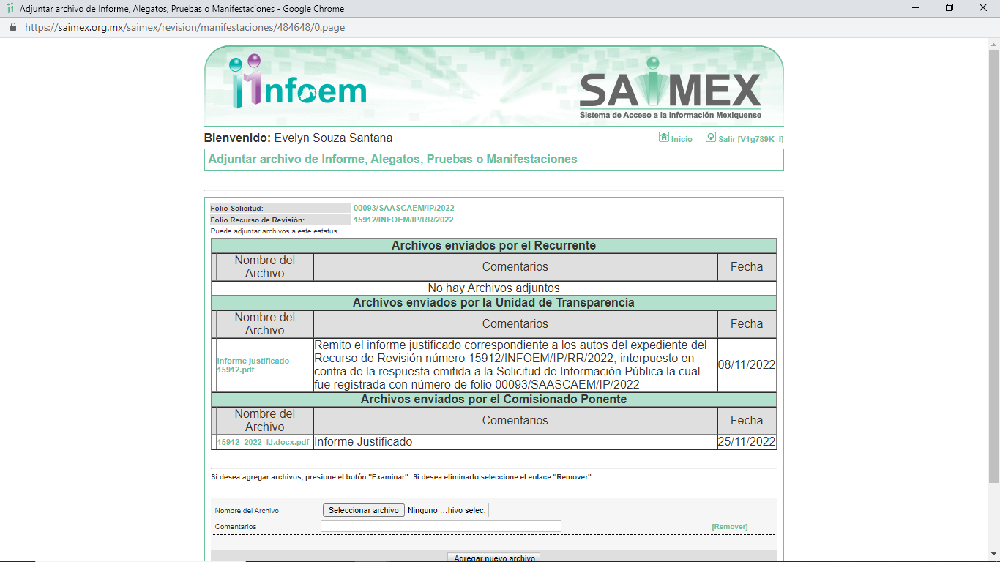 Adjuntar archivo de Informe, Alegatos, Pruebas o Manifestaciones - Google Chrome
https://saimex.org.mx/saimex/revision/manifestaciones/484648/0.page
infoem
SAIMEX
Sistema de Acceso a la Información Mexiquense
Bienvenido: Evelyn Souza Santana
Inicio Salir [V1g789K_I]
Adjuntar archivo de Informe, Alegatos, Pruebas o Manifestaciones
Folio Solicitud: 00093/SAASCAEM/IP/2022
Folio Recurso de Revisión: 15912/INFOEM/IP/RR/2022
Puede adjuntar archivos a este estatus
Archivos enviados por el Recurrente
Nombre del
Archivo
Comentarios
Fecha
No hay Archivos adjuntos
Archivos enviados por la Unidad de Transparencia
Nombre del
Archivo
Comentarios
Fecha
informe justificado
15912.pdf
Remito el informe justificado correspondiente a los autos del expediente del
Recurso de Revisión número 15912/INFOEM/IP/RR/2022, interpuesto en
contra de la respuesta emitida a la Solicitud de Información Pública la cual
fue registrada con número de folio 00093/SAASCAEM/IP/2022
08/11/2022
Archivos enviados por el Comisionado Ponente
Nombre del
Archivo
Comentarios
Fecha
15912_2022_IJ.docx.pdf Informe Justificado 25/11/2022
Si desea agregar archivos, presione el botón "Examinar". Si desea eliminarlo seleccione el enlace "Remover".
Nombre del Archivo Seleccionar archivo Ninguno ...hivo selec.
Comentarios [Remover]
Agregar nuevo archivo